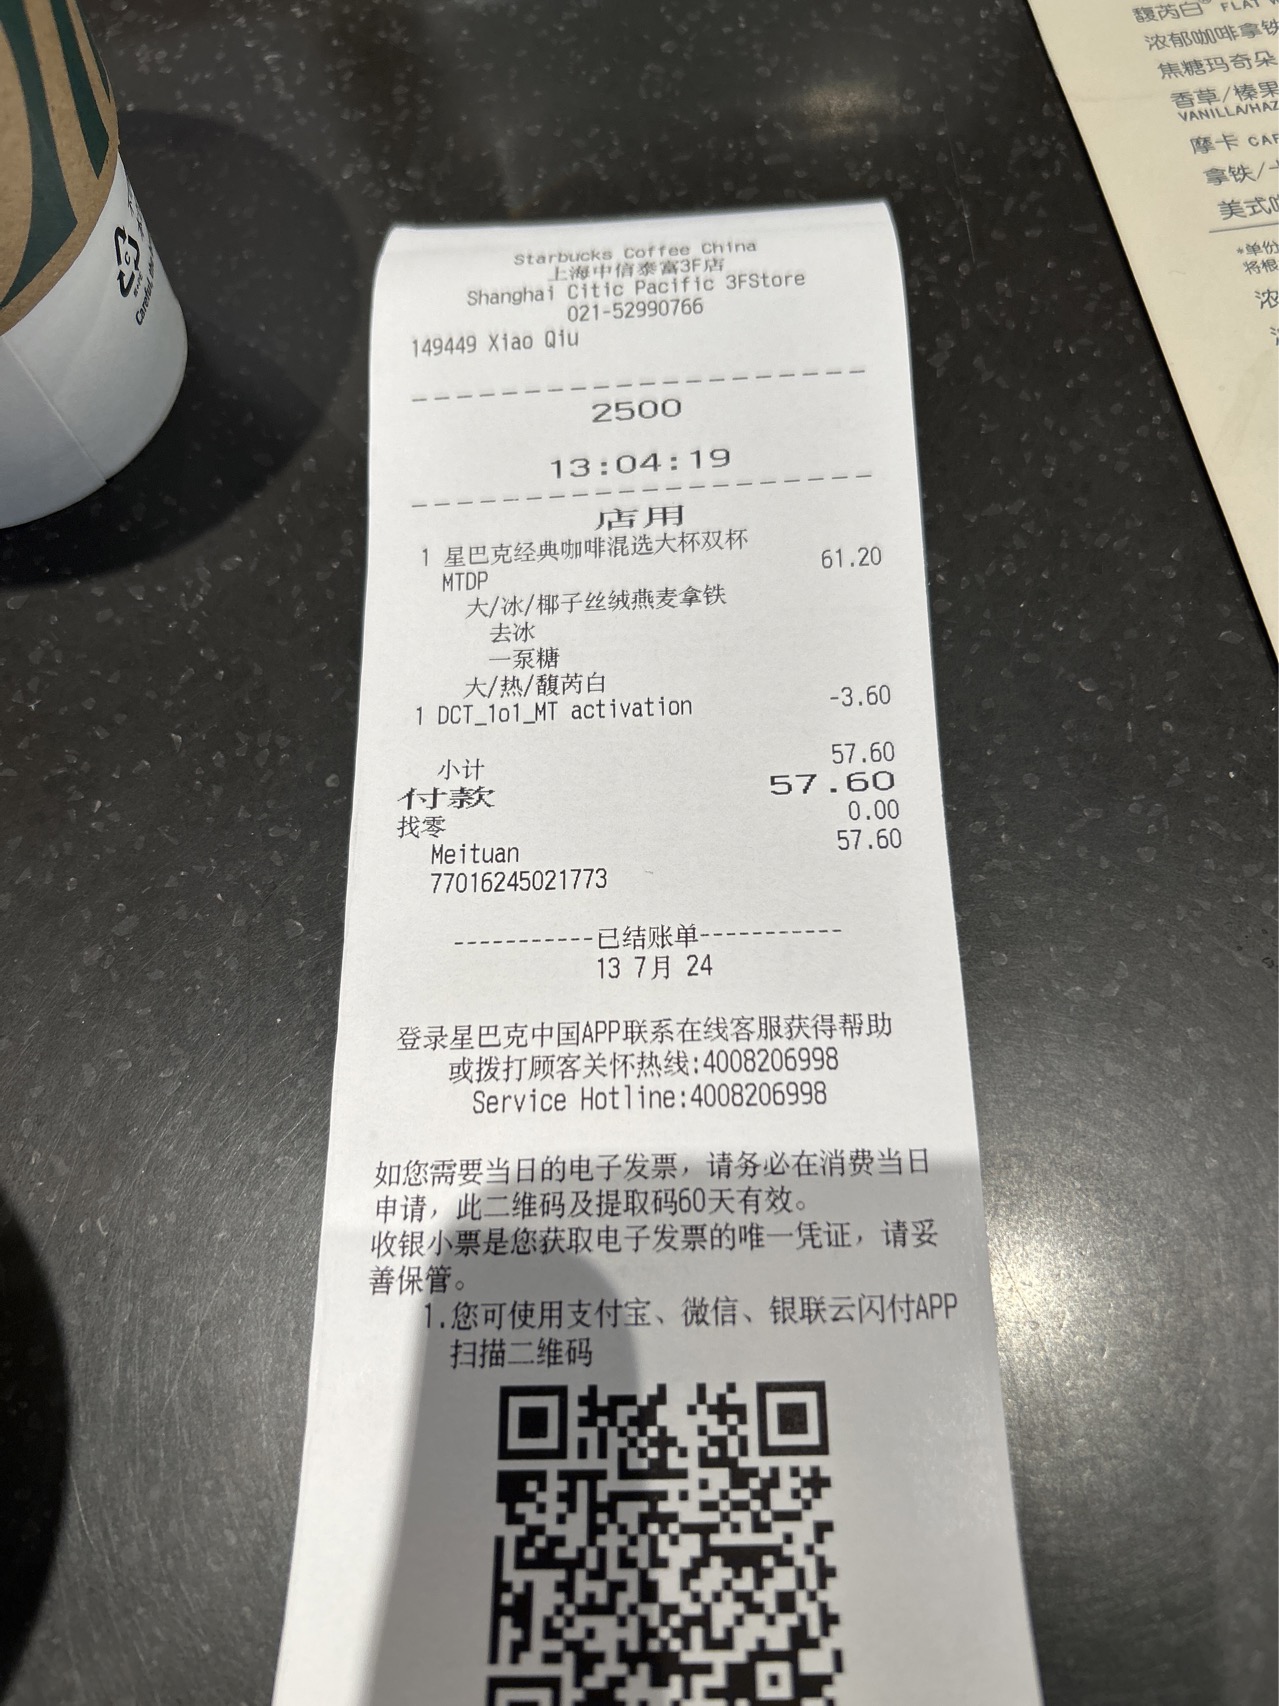 Starbucks Coffee China
上海中信泰富3F店
Shanghai Citic Pacific 3FStore
021-52990766
149449 Xiao Qiu
2500
13:04:19
店用
1 星巴克经典咖啡混选大杯双杯 61.20
MTDP
大/冰/椰子丝绒燕麦拿铁
去冰
一泵糖
大/热/馥芮白
1 DCT_1o1_MT activation -3.60
小计 57.60
付款 57.60
找零 0.00
Meituan 57.60
77016245021773
-----------已结账单-----------
13 7月 24
登录星巴克中国APP联系在线客服获得帮助
或拨打顾客关怀热线:4008206998
Service Hotline:4008206998
如您需要当日的电子发票，请务必在消费当日
申请，此二维码及提取码60天有效。
收银小票是您获取电子发票的唯一凭证，请妥
善保管。
1.您可使用支付宝、微信、银联云闪付APP
扫描二维码
馥芮白 FLAT
浓郁咖啡拿铁
焦糖玛奇朵
香草/榛果
VANILLA/HAZ
摩卡 CAF
拿铁/
美式
*单份
将根
浓
Careful,